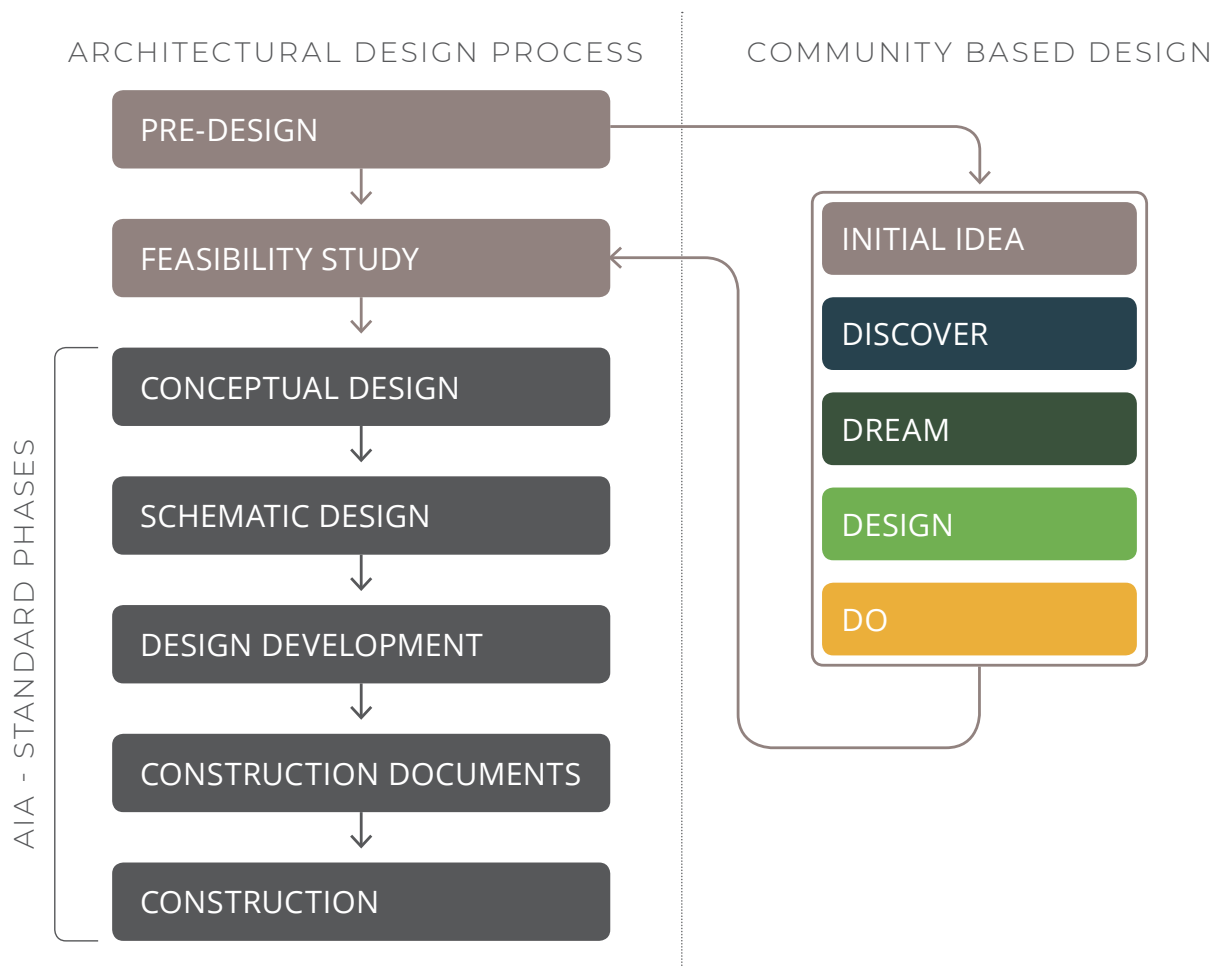 ARCHITECTURAL DESIGN PROCESS
PRE-DESIGN
FEASIBILITY STUDY
AIA - STANDARD PHASES
CONCEPTUAL DESIGN
SCHEMATIC DESIGN
DESIGN DEVELOPMENT
CONSTRUCTION DOCUMENTS
CONSTRUCTION
COMMUNITY BASED DESIGN
INITIAL IDEA
DISCOVER
DREAM
DESIGN
DO